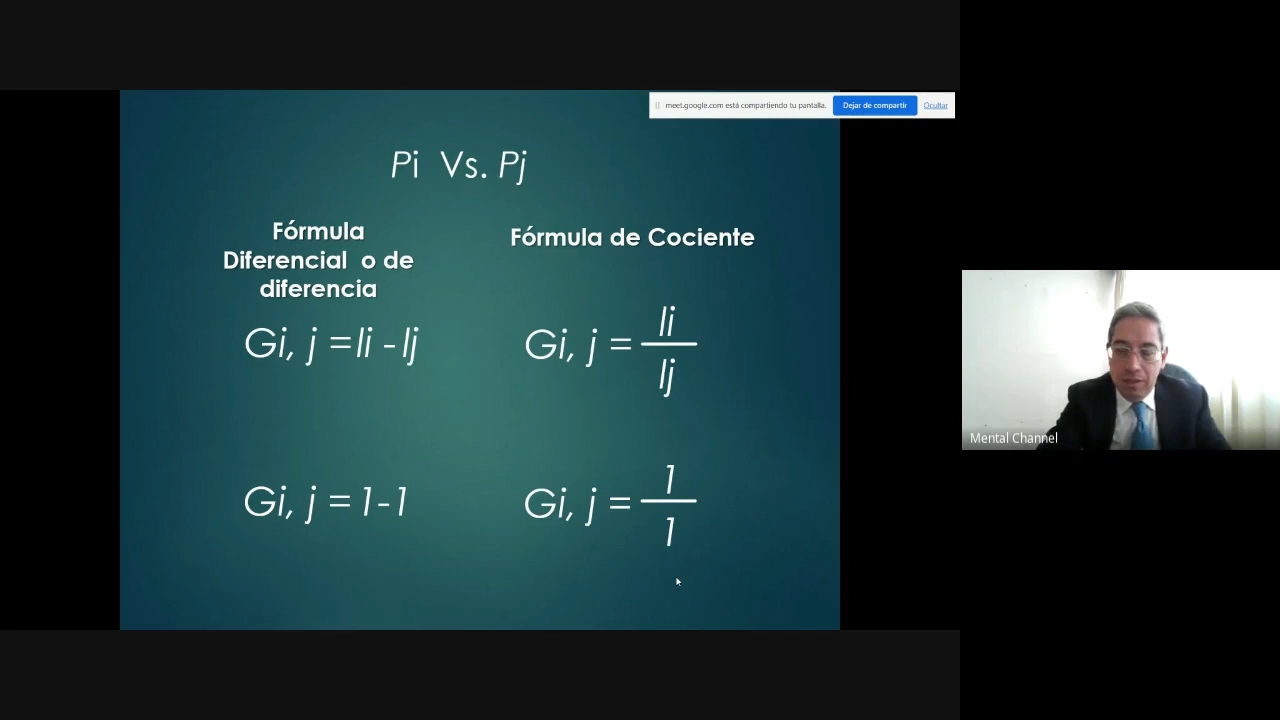 meet.google.com está compartiendo tu pantalla.
Dejar de compartir
Ocultar
Pi Vs. Pj
Fórmula
Diferencial o de
diferencia
Fórmula de Cociente
Gi, j =Ii - Ij
Gi, j = Ii / Ij
Gi, j = 1-1
Gi, j = 1 / 1
Mental Channel